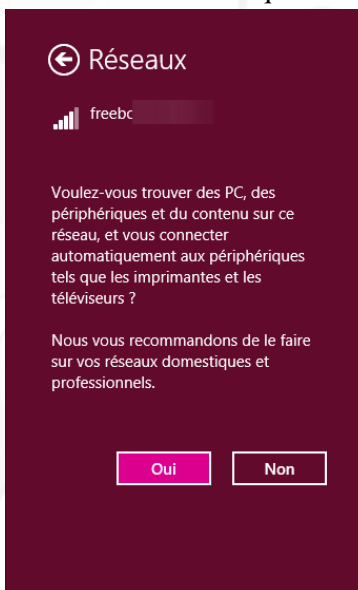 Réseaux
Voulez-vous trouver des PC, des
périphériques et du contenu sur ce
réseau, et vous connecter
automatiquement aux périphériques
tels que les imprimantes et les
téléviseurs ?
Nous vous recommandons de le faire
sur vos réseaux domestiques et
professionnels.
Oui Non